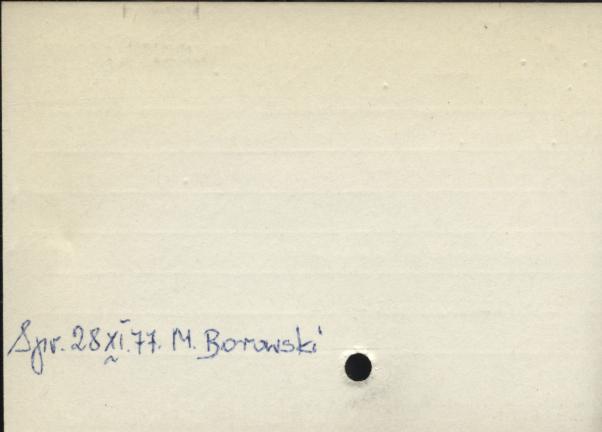 Spr. 28 XI. 77. M. Borowski